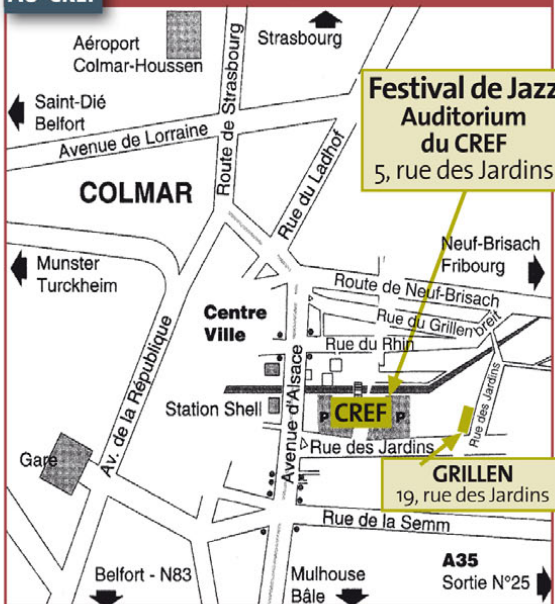 AU CREF
Strasbourg
Aéroport
Colmar-Houssen
Route de Strasbourg
Saint-Dié
Belfort
Avenue de Lorraine
Rue du Ladhof
Festival de Jazz
Auditorium
du CREF
5, rue des Jardins
COLMAR
Munster
Turckheim
Neuf-Brisach
Fribourg
Route de Neuf-Brisach
Rue du Grillenbreit
Centre
Ville
Rue du Rhin
Av. de la République
Avenue d'Alsace
Station Shell
P CREF P
Rue des Jardins
Rue des Jardins
Gare
GRILLEN
19, rue des Jardins
Rue de la Semm
Belfort - N83
Mulhouse
Bâle
A35
Sortie N°25